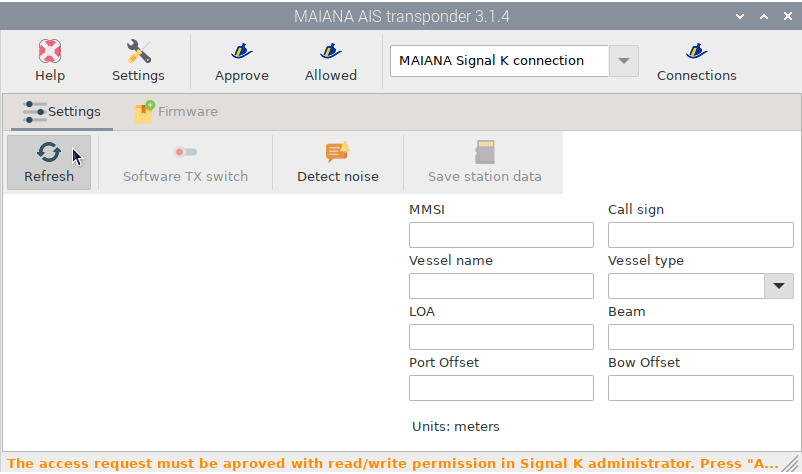 MAIANA AIS transponder 3.1.4
Help Settings Approve Allowed MAIANA Signal K connection Connections
Settings Firmware
Refresh Software TX switch Detect noise Save station data
MMSI Call sign
Vessel name Vessel type
LOA Beam
Port Offset Bow Offset
Units: meters
The access request must be aproved with read/write permission in Signal K administrator. Press "A...